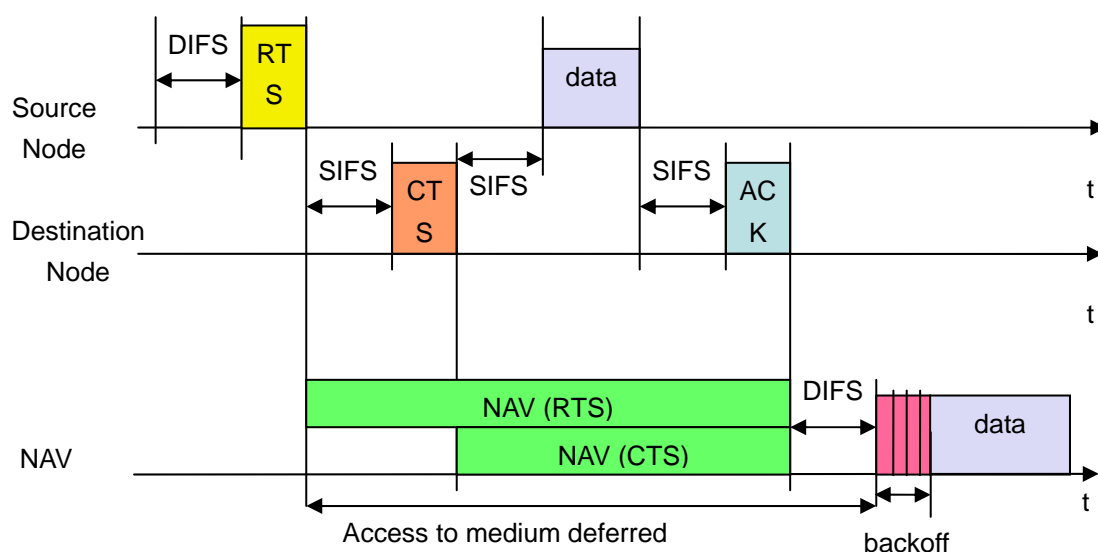 DIFS
RT
S
data
Source
Node
SIFS
CT
S
SIFS
SIFS
AC
K
t
Destination
Node
t
NAV (RTS)
DIFS
NAV (CTS)
data
NAV
t
Access to medium deferred
backoff